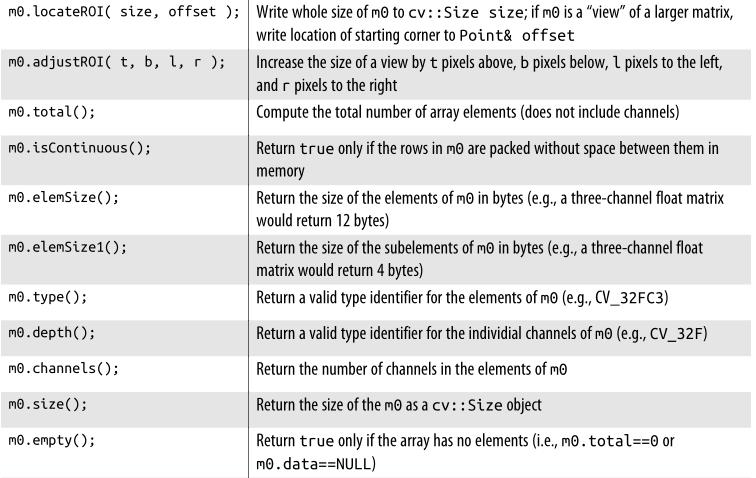 m0.locateROI( size, offset ); Write whole size of m0 to cv::Size size; if m0 is a “view” of a larger matrix,
write location of starting corner to Point& offset
m0.adjustROI( t, b, l, r ); Increase the size of a view by t pixels above, b pixels below, l pixels to the left,
and r pixels to the right
m0.total(); Compute the total number of array elements (does not include channels)
m0.isContinuous(); Return true only if the rows in m0 are packed without space between them in
memory
m0.elemSize(); Return the size of the elements of m0 in bytes (e.g., a three-channel float matrix
would return 12 bytes)
m0.elemSize1(); Return the size of the subelements of m0 in bytes (e.g., a three-channel float
matrix would return 4 bytes)
m0.type(); Return a valid type identifier for the elements of m0 (e.g., CV_32FC3)
m0.depth(); Return a valid type identifier for the individial channels of m0 (e.g., CV_32F)
m0.channels(); Return the number of channels in the elements of m0
m0.size(); Return the size of the m0 as a cv::Size object
m0.empty(); Return true only if the array has no elements (i.e., m0.total==0 or
m0.data==NULL)